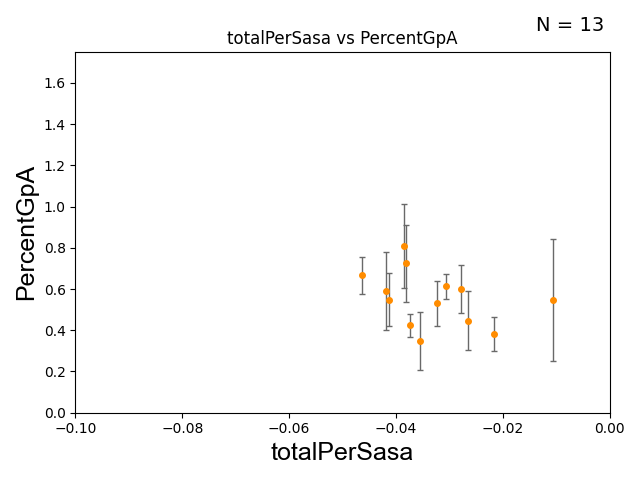 N = 13
totalPerSasa vs PercentGpA
PercentGpA
1.6
1.4
1.2
1.0
0.8
0.6
0.4
0.2
0.0
−0.10 −0.08 −0.06 −0.04 −0.02 0.00
totalPerSasa